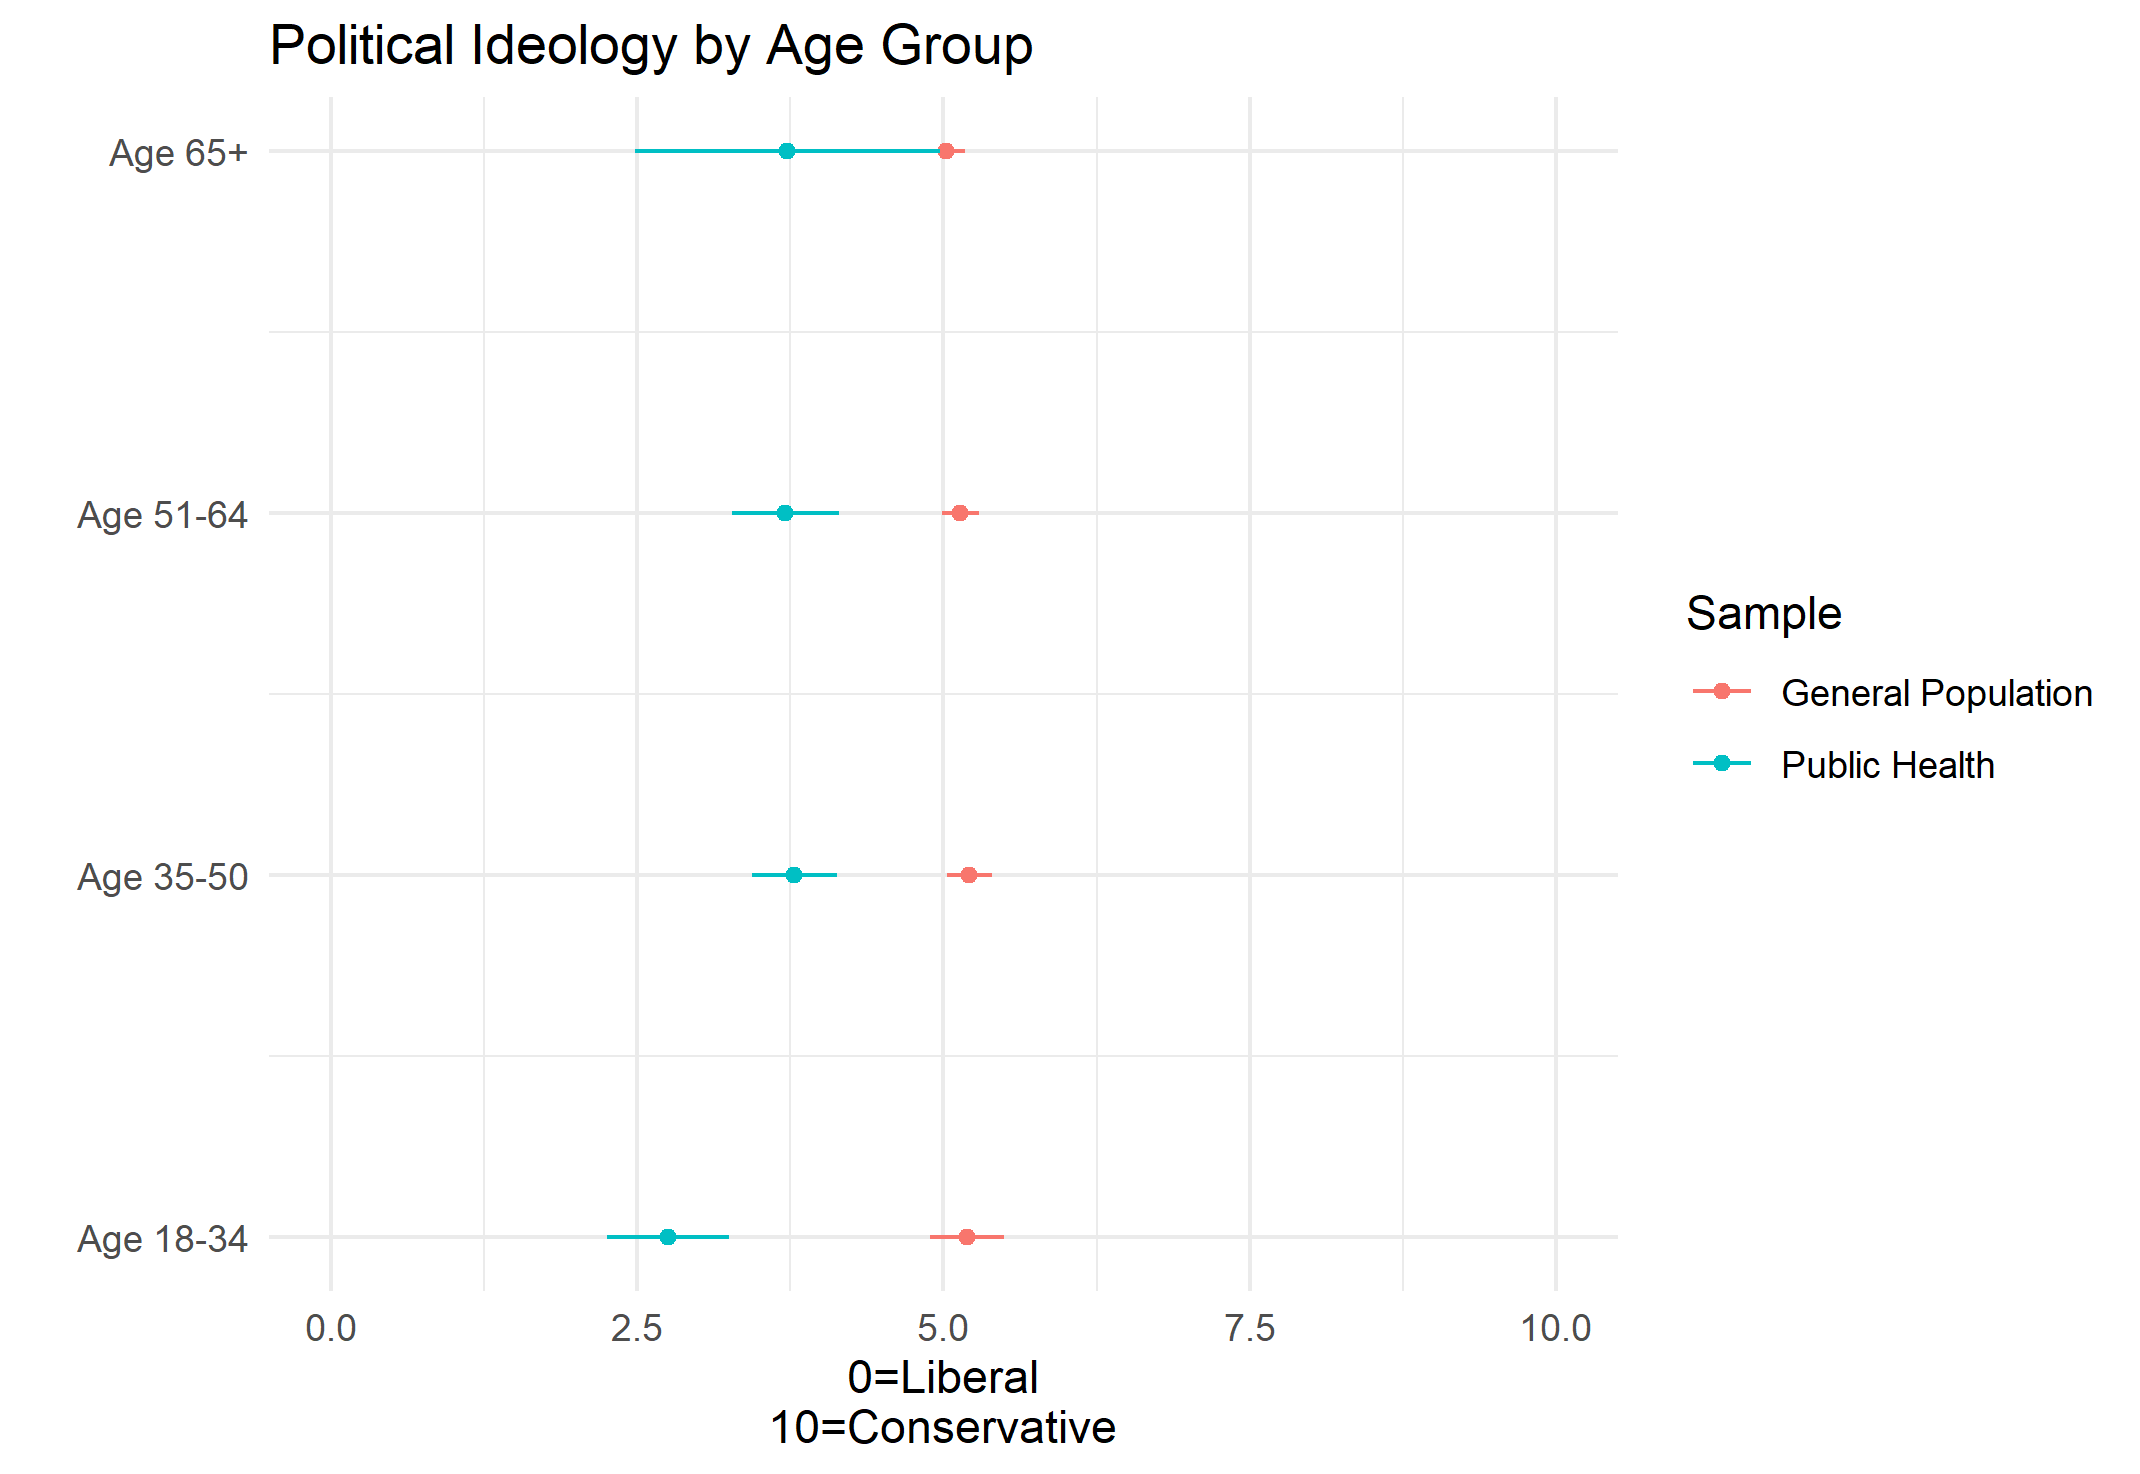 Political Ideology by Age Group
Age 65+
Age 51-64
Age 35-50
Age 18-34
0.0
2.5
5.0
7.5
10.0
0=Liberal
10=Conservative
Sample
General Population
Public Health